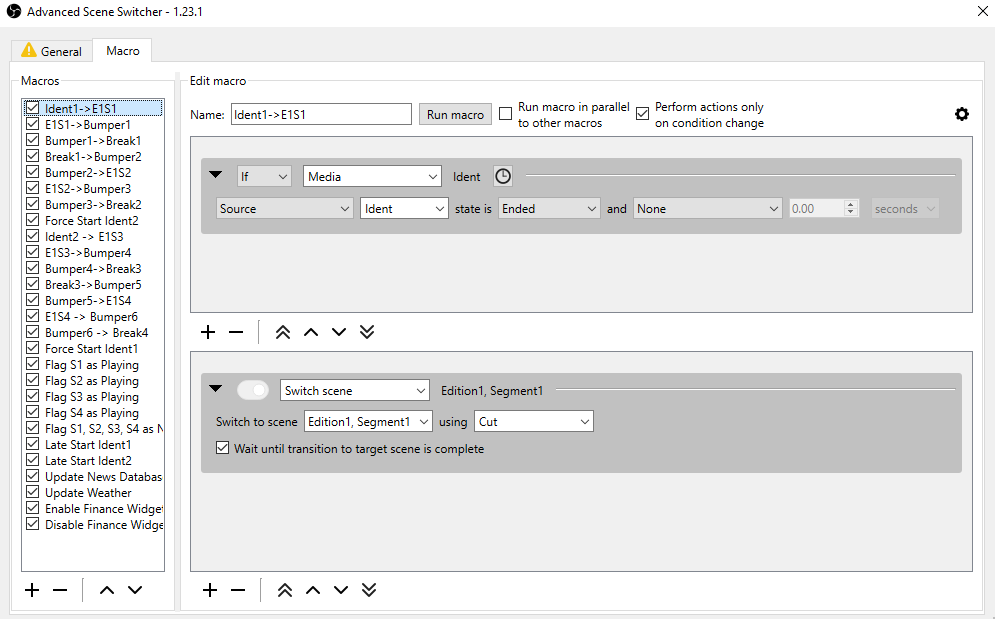 Advanced Scene Switcher - 1.23.1
General
Macro
Macros
Ident1->E1S1
E1S1->Bumper1
Bumper1->Break1
Break1->Bumper2
Bumper2->E1S2
E1S2->Bumper3
Bumper3->Break2
Force Start Ident2
Ident2 -> E1S3
E1S3->Bumper4
Bumper4->Break3
Break3->Bumper5
Bumper5->E1S4
E1S4 -> Bumper6
Bumper6 -> Break4
Force Start Ident1
Flag S1 as Playing
Flag S2 as Playing
Flag S3 as Playing
Flag S4 as Playing
Flag S1, S2, S3, S4 as N
Late Start Ident1
Late Start Ident2
Update News Databas
Update Weather
Enable Finance Widget
Disable Finance Widge
Edit macro
Name: Ident1->E1S1 Run macro
Run macro in parallel
to other macros
Perform actions only
on condition change
If Media Ident
Source Ident state is Ended and None 0.00 seconds
Switch scene Edition1, Segment1
Switch to scene Edition1, Segment1 using Cut
Wait until transition to target scene is complete